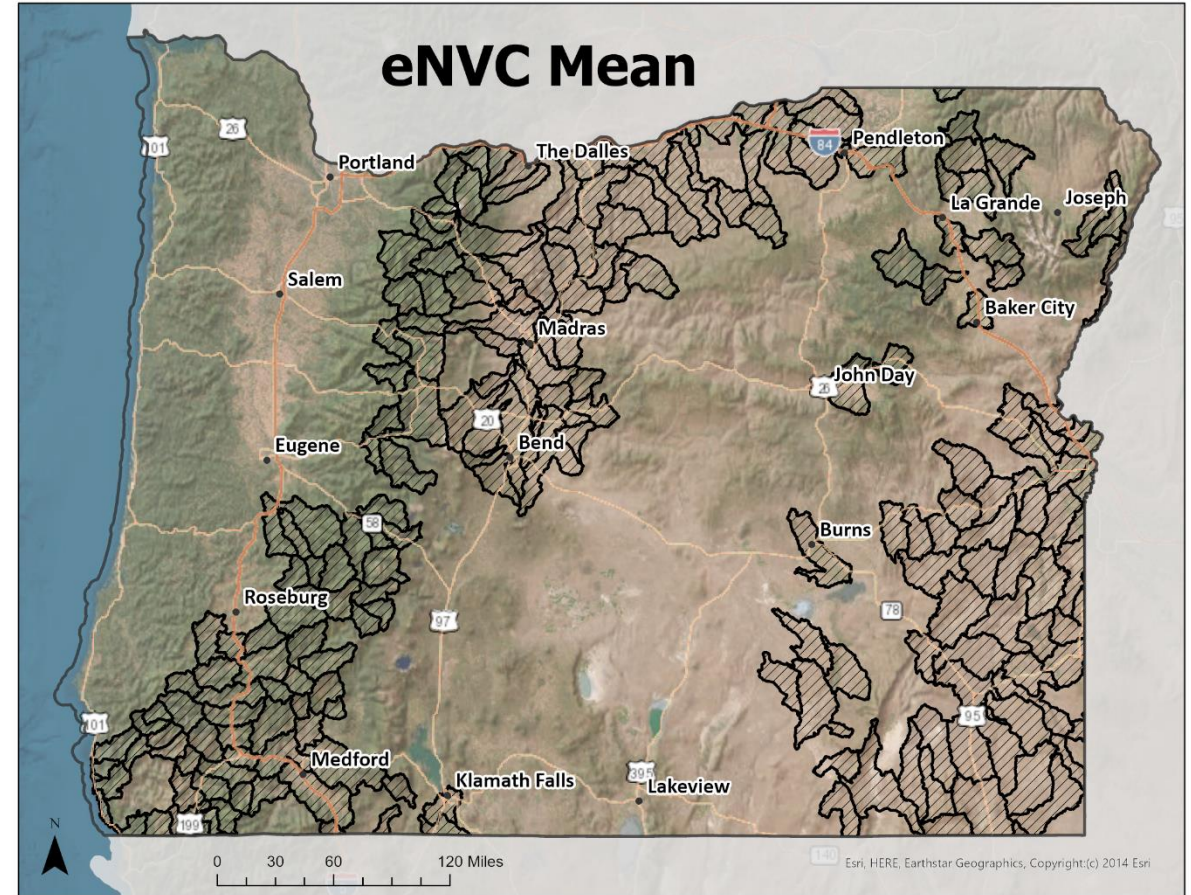 eNVC Mean
26
101
Portland
The Dalles
84
Pendleton
La Grande
Joseph
Salem
Baker City
Madras
John Day
26
20
Bend
Eugene
58
Burns
Roseburg
97
78
101
95
Medford
Klamath Falls
395
Lakeview
199
N
0 30 60 120 Miles
140
Esri, HERE, Earthstar Geographics, Copyright:(c) 2014 Esri